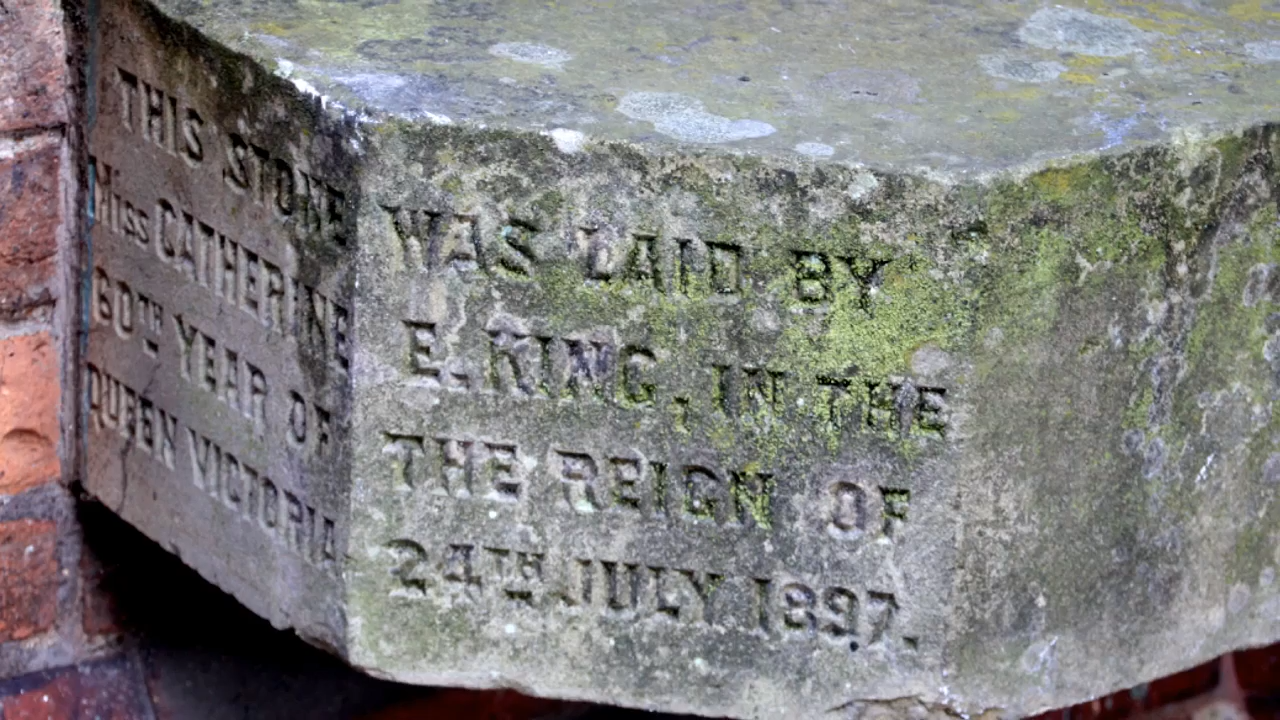 THIS STONE WAS LAID BY
MISS CATHERINE E. KING, IN THE
60TH YEAR OF THE REIGN OF
QUEEN VICTORIA 24TH JULY 1897.